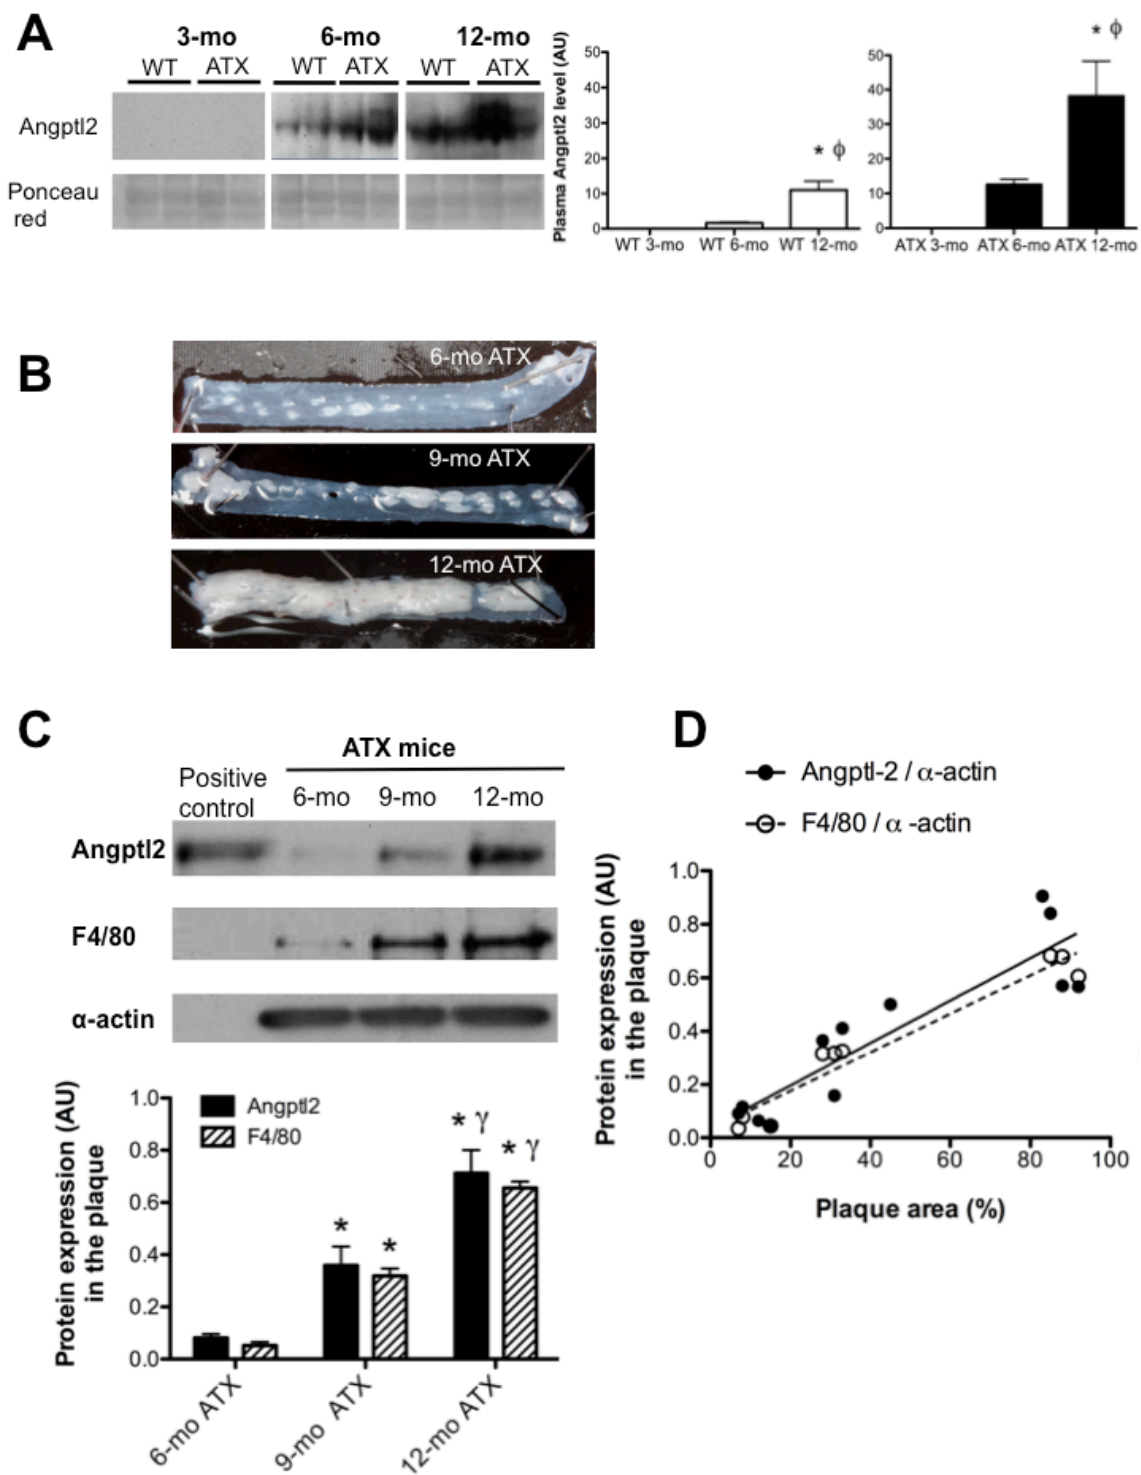 A
3-mo 6-mo 12-mo
WT ATX WT ATX WT ATX
Angptl2
Ponceau
red
Plasma Angptl2 level (AU)
50
40
30
20
10
0
* ϕ
WT 3-mo WT 6-mo WT 12-mo
50
40
30
20
10
0
* ϕ
ATX 3-mo ATX 6-mo ATX 12-mo
B
6-mo ATX
9-mo ATX
12-mo ATX
C
ATX mice
Positive
control
6-mo 9-mo 12-mo
Angptl2
F4/80
α-actin
Protein expression (AU)
in the plaque
1.0
0.8
0.6
0.4
0.2
0.0
Angptl2
F4/80
* *
* γ * γ
6-mo ATX
9-mo ATX
12-mo ATX
D
Angptl-2 / α-actin
F4/80 / α -actin
Protein expression (AU)
in the plaque
1.0
0.8
0.6
0.4
0.2
0.0
0 20 40 60 80 100
Plaque area (%)